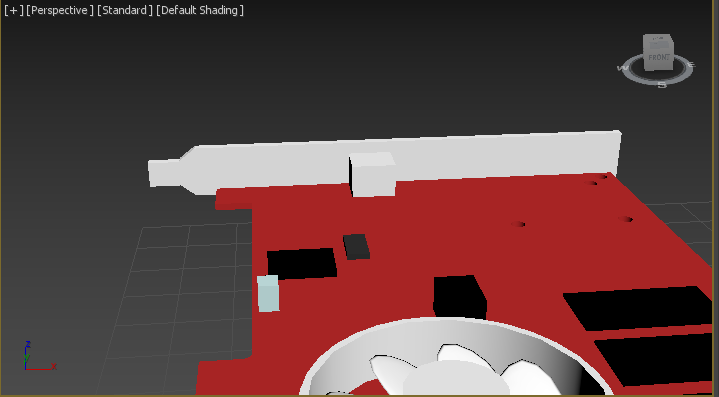 [+] [Perspective] [Standard] [Default Shading]
FRONT
W
E
S
z
x